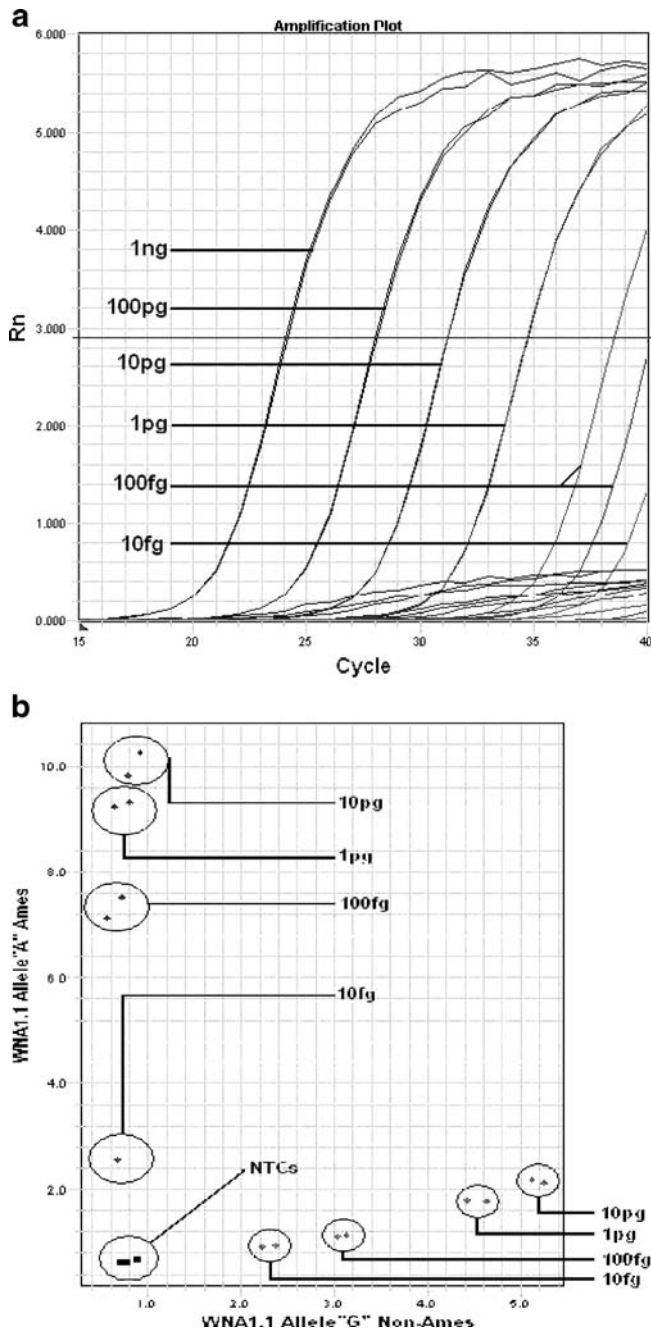 a
Amplification Plot
6.000
5.000
4.000
3.000
2.000
1.000
0.000
Rn
1ng
100pg
10pg
1pg
100fg
10fg
15 20 25 30 35 40
Cycle
b
10.0
8.0
6.0
4.0
2.0
WNA1.1 Allele"A" Ames
10pg
1pg
100fg
10fg
NTCs
10pg
1pg
100fg
10fg
1.0 2.0 3.0 4.0 5.0
WNA1.1 Allele"G" Non-Ames